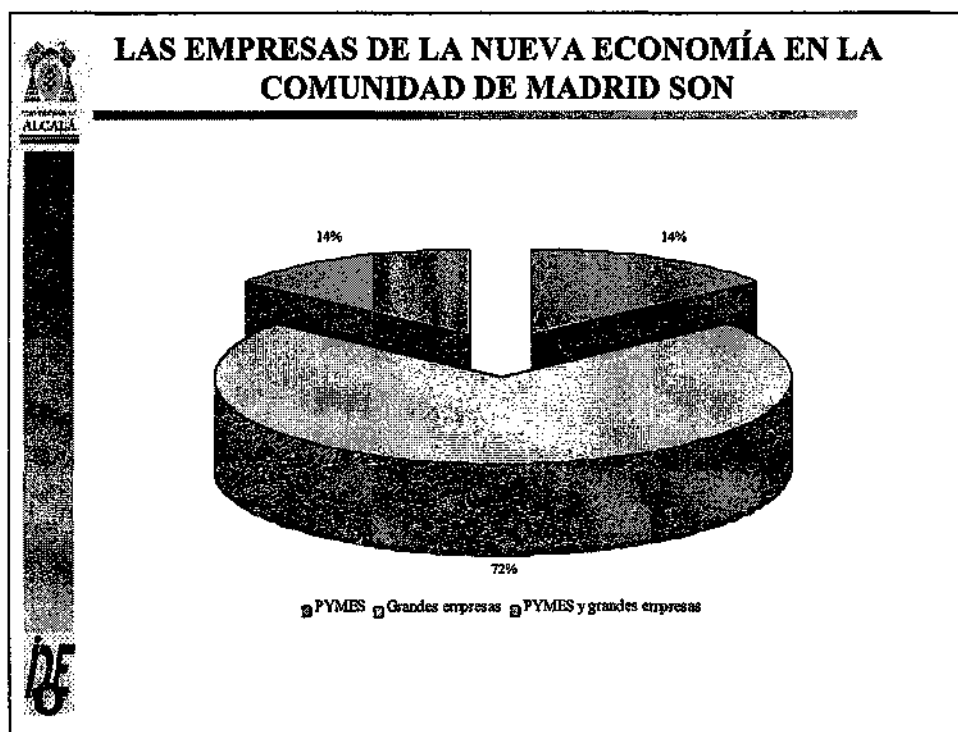 LAS EMPRESAS DE LA NUEVA ECONOMÍA EN LA
COMUNIDAD DE MADRID SON
ALCALÁ
14%
14%
72%
PYMES Grandes empresas PYMES y grandes empresas